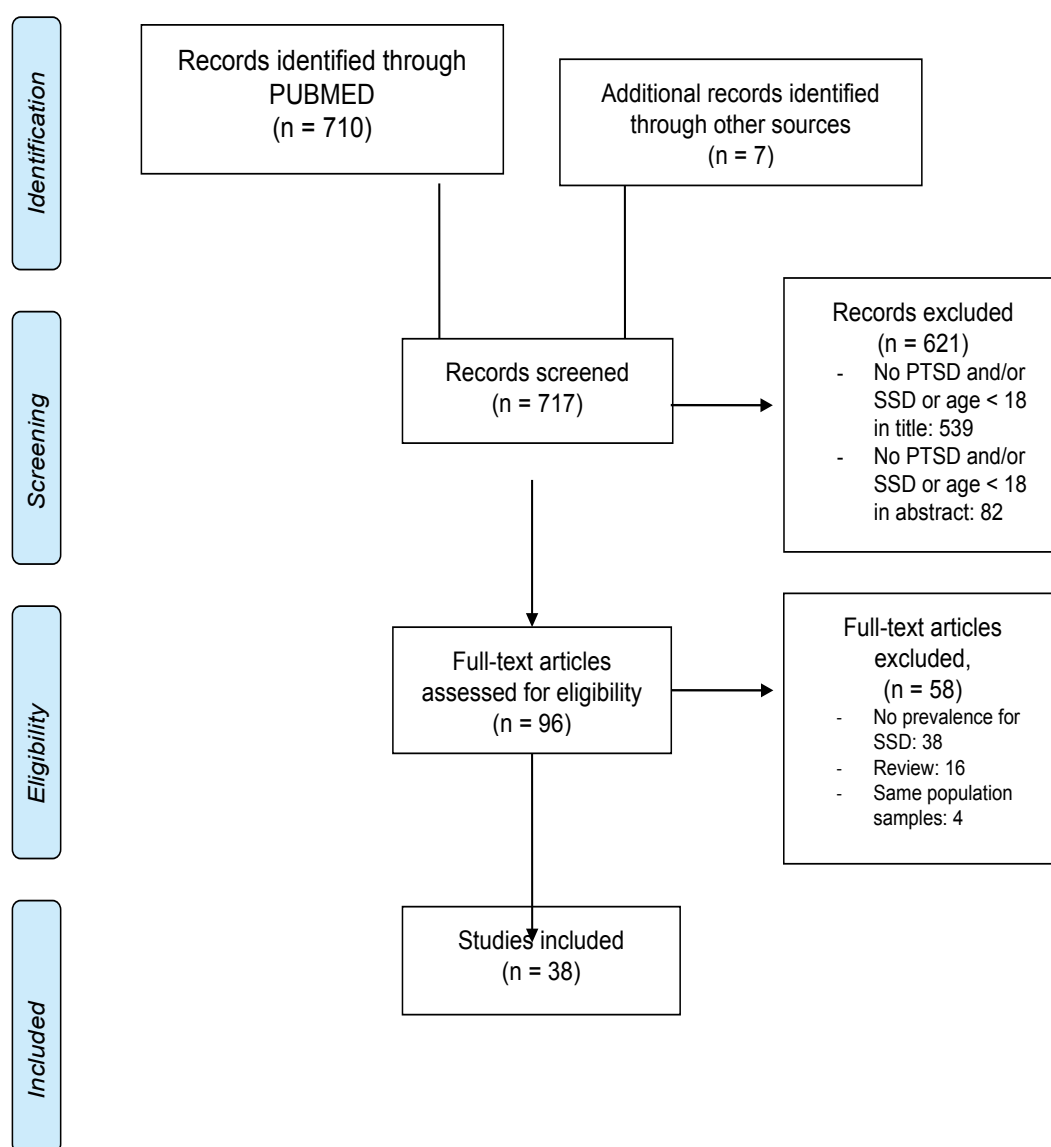 Identification
Records identified through
PUBMED
(n = 710)
Additional records identified
through other sources
(n = 7)
Screening
Records screened
(n = 717)
Records excluded
(n = 621)
- No PTSD and/or
SSD or age < 18
in title: 539
- No PTSD and/or
SSD or age < 18
in abstract: 82
Eligibility
Full-text articles
assessed for eligibility
(n = 96)
Full-text articles
excluded,
(n = 58)
- No prevalence for
SSD: 38
- Review: 16
- Same population
samples: 4
Included
Studies included
(n = 38)